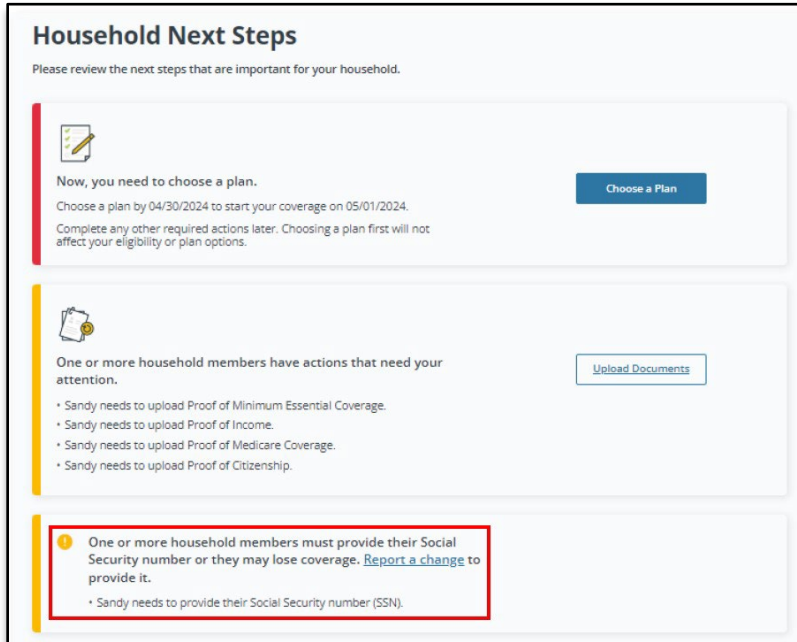 Household Next Steps
Please review the next steps that are important for your household.
Now, you need to choose a plan.
Choose a plan by 04/30/2024 to start your coverage on 05/01/2024.
Complete any other required actions later. Choosing a plan first will not
affect your eligibility or plan options.
Choose a Plan
One or more household members have actions that need your
attention.
• Sandy needs to upload Proof of Minimum Essential Coverage.
• Sandy needs to upload Proof of Income.
• Sandy needs to upload Proof of Medicare Coverage.
• Sandy needs to upload Proof of Citizenship.
Upload Documents
One or more household members must provide their Social
Security number or they may lose coverage. Report a change to
provide it.
• Sandy needs to provide their Social Security number (SSN).